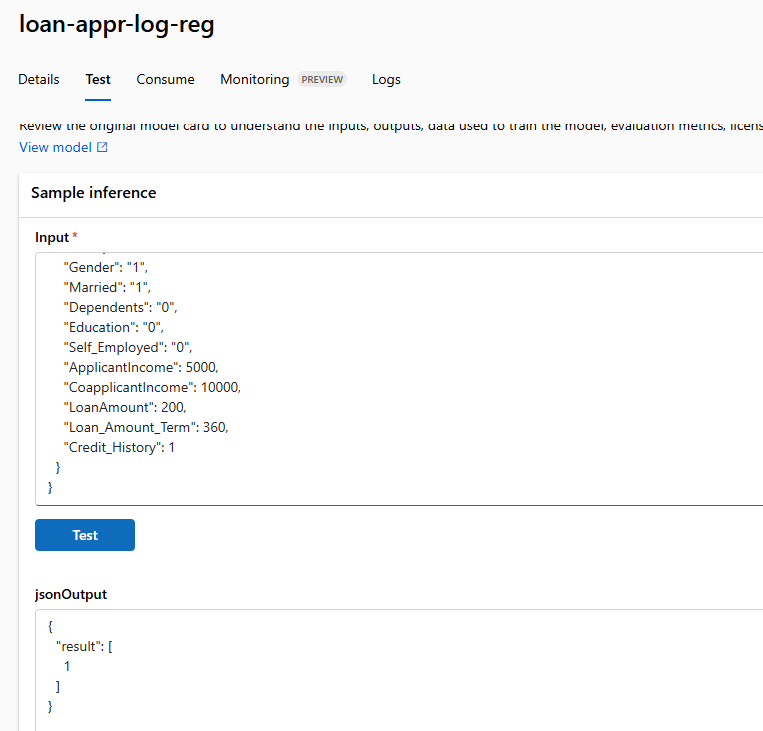 loan-appr-log-reg
Details Test Consume Monitoring PREVIEW Logs
Review the original model card to understand the inputs, outputs, data used to train the model, evaluation metrics, licens
View model
Sample inference
Input *
"Gender": "1",
"Married": "1",
"Dependents": "0",
"Education": "0",
"Self_Employed": "0",
"ApplicantIncome": 5000,
"CoapplicantIncome": 10000,
"LoanAmount": 200,
"Loan_Amount_Term": 360,
"Credit_History": 1
}
}
Test
jsonOutput
{
"result": [
1
]
}